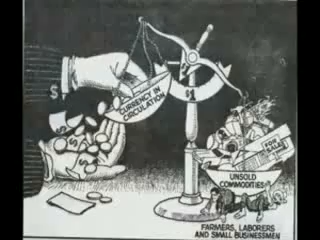 $
$
$
$
CURRENCY IN
CIRCULATION
$1
FOR
SALE
UNSOLD
COMMODITIES
FARMERS, LABORERS
AND SMALL BUSINESSMEN